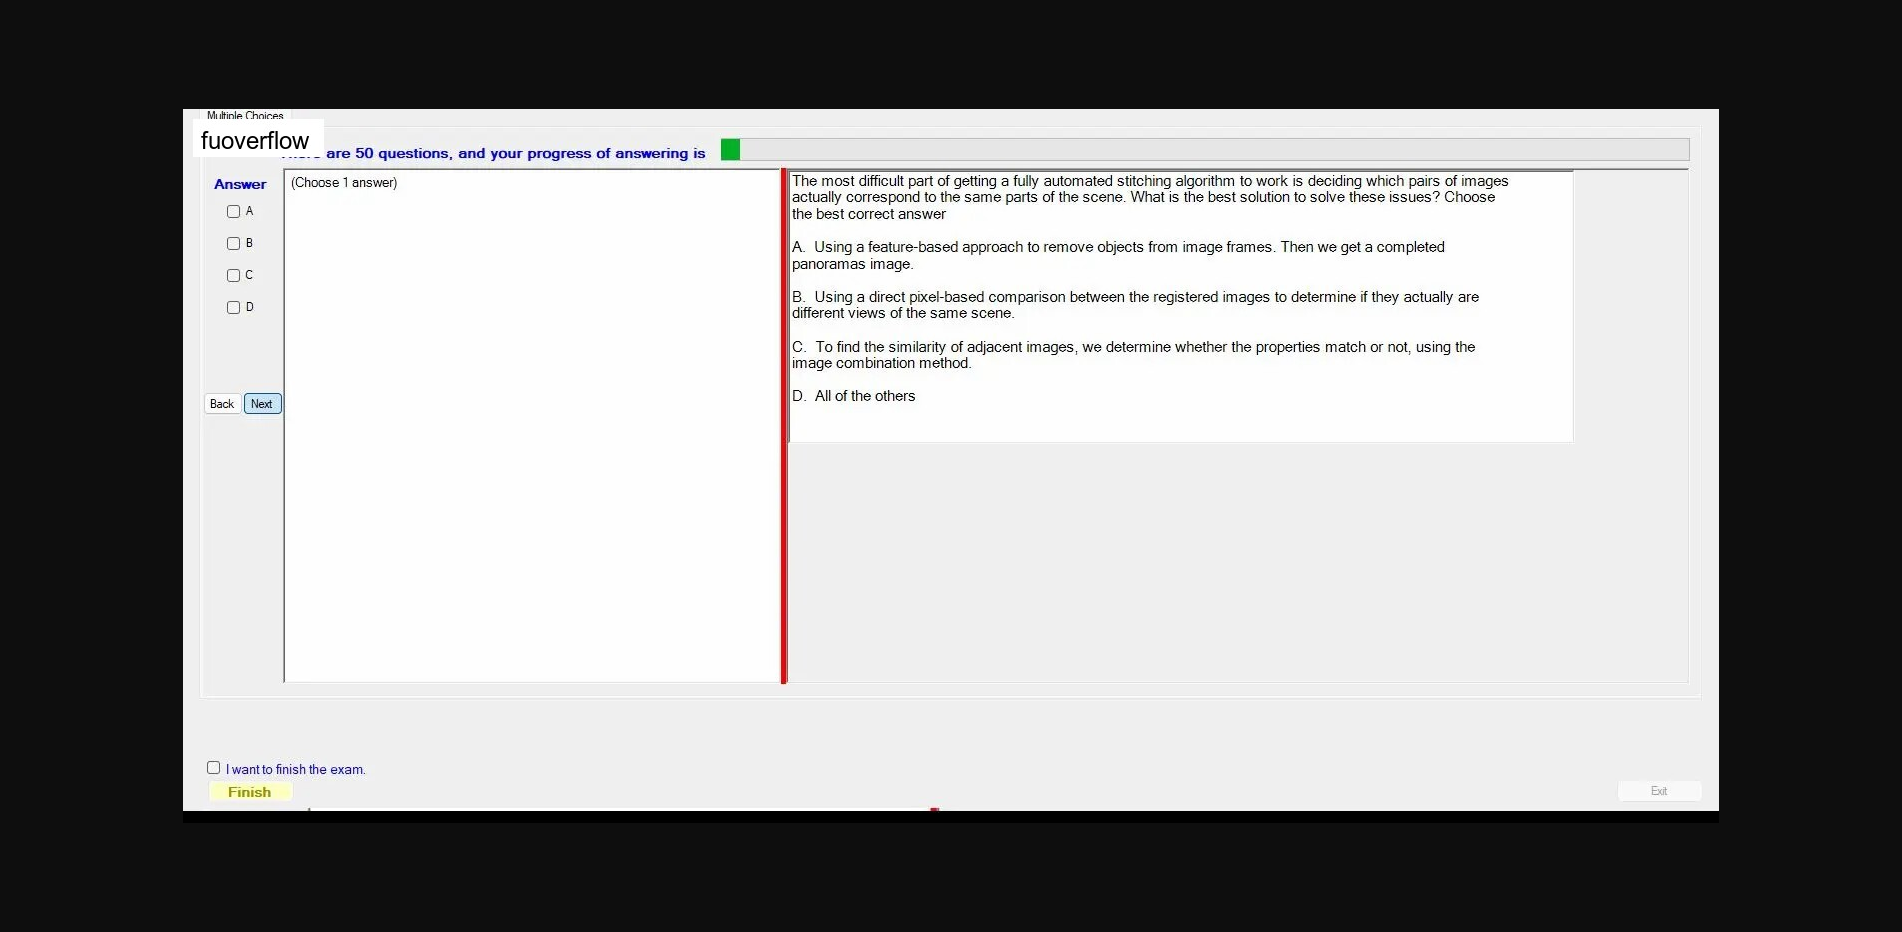 Multiple Choices
fuoverflow
are 50 questions, and your progress of answering is
Answer
(Choose 1 answer)
A
B
C
D
Back Next
The most difficult part of getting a fully automated stitching algorithm to work is deciding which pairs of images
actually correspond to the same parts of the scene. What is the best solution to solve these issues? Choose
the best correct answer
A. Using a feature-based approach to remove objects from image frames. Then we get a completed
panoramas image.
B. Using a direct pixel-based comparison between the registered images to determine if they actually are
different views of the same scene.
C. To find the similarity of adjacent images, we determine whether the properties match or not, using the
image combination method.
D. All of the others
I want to finish the exam.
Finish
Exit